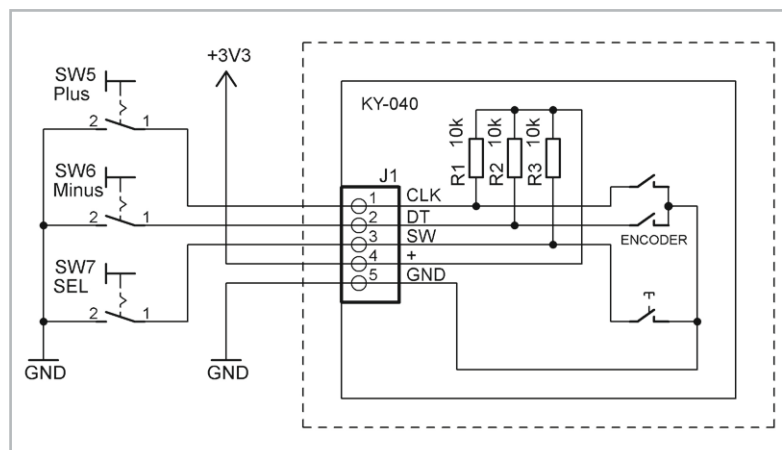 SW5
Plus
2
1
SW6
Minus
2
1
SW7
SEL
2
1
GND
+3V3
GND
KY-040
J1
1
2
3
4
5
CLK
DT
SW
+
GND
R1 10k
R2 10k
R3 10k
ENCODER